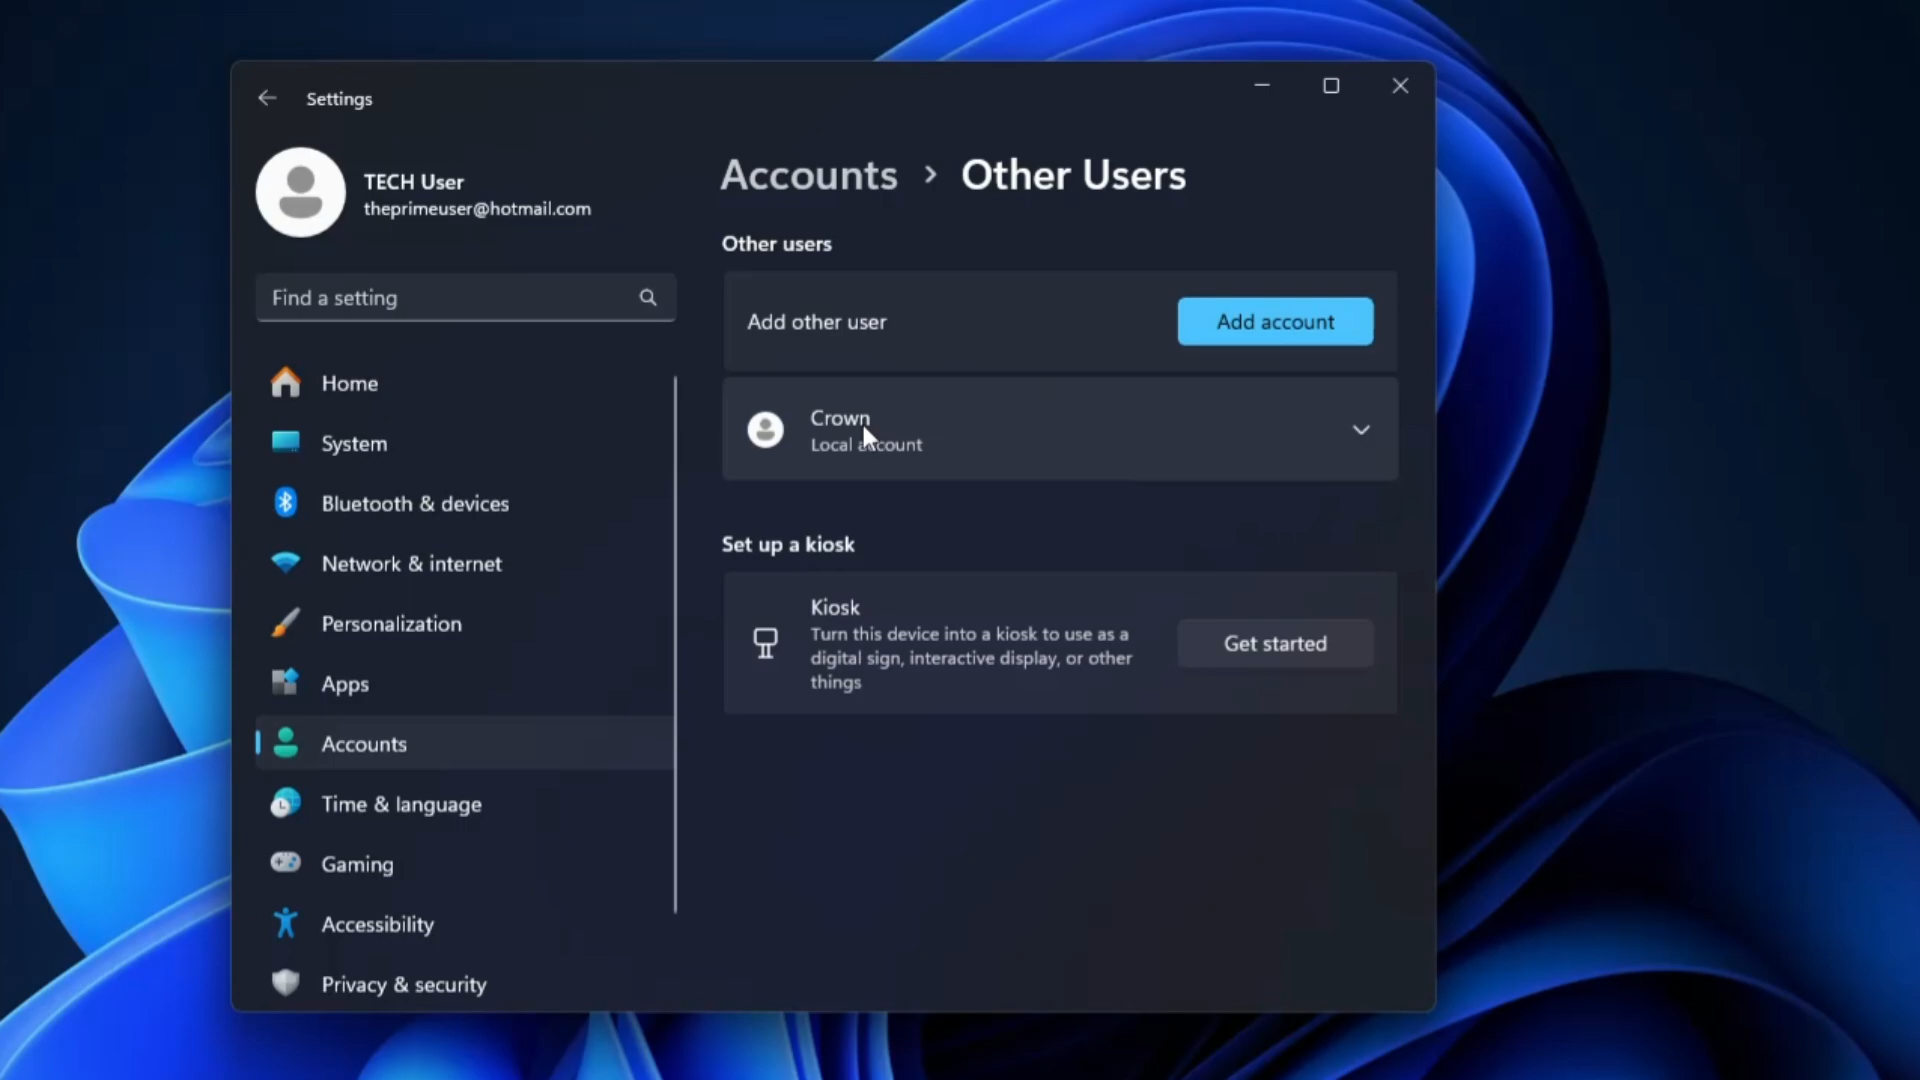 Settings
TECH User
theprimeuser@hotmail.com
Find a setting
Home
System
Bluetooth & devices
Network & internet
Personalization
Apps
Accounts
Time & language
Gaming
Accessibility
Privacy & security
Accounts > Other Users
Other users
Add other user
Add account
Crown
Local account
Set up a kiosk
Kiosk
Turn this device into a kiosk to use as a
digital sign, interactive display, or other
things
Get started